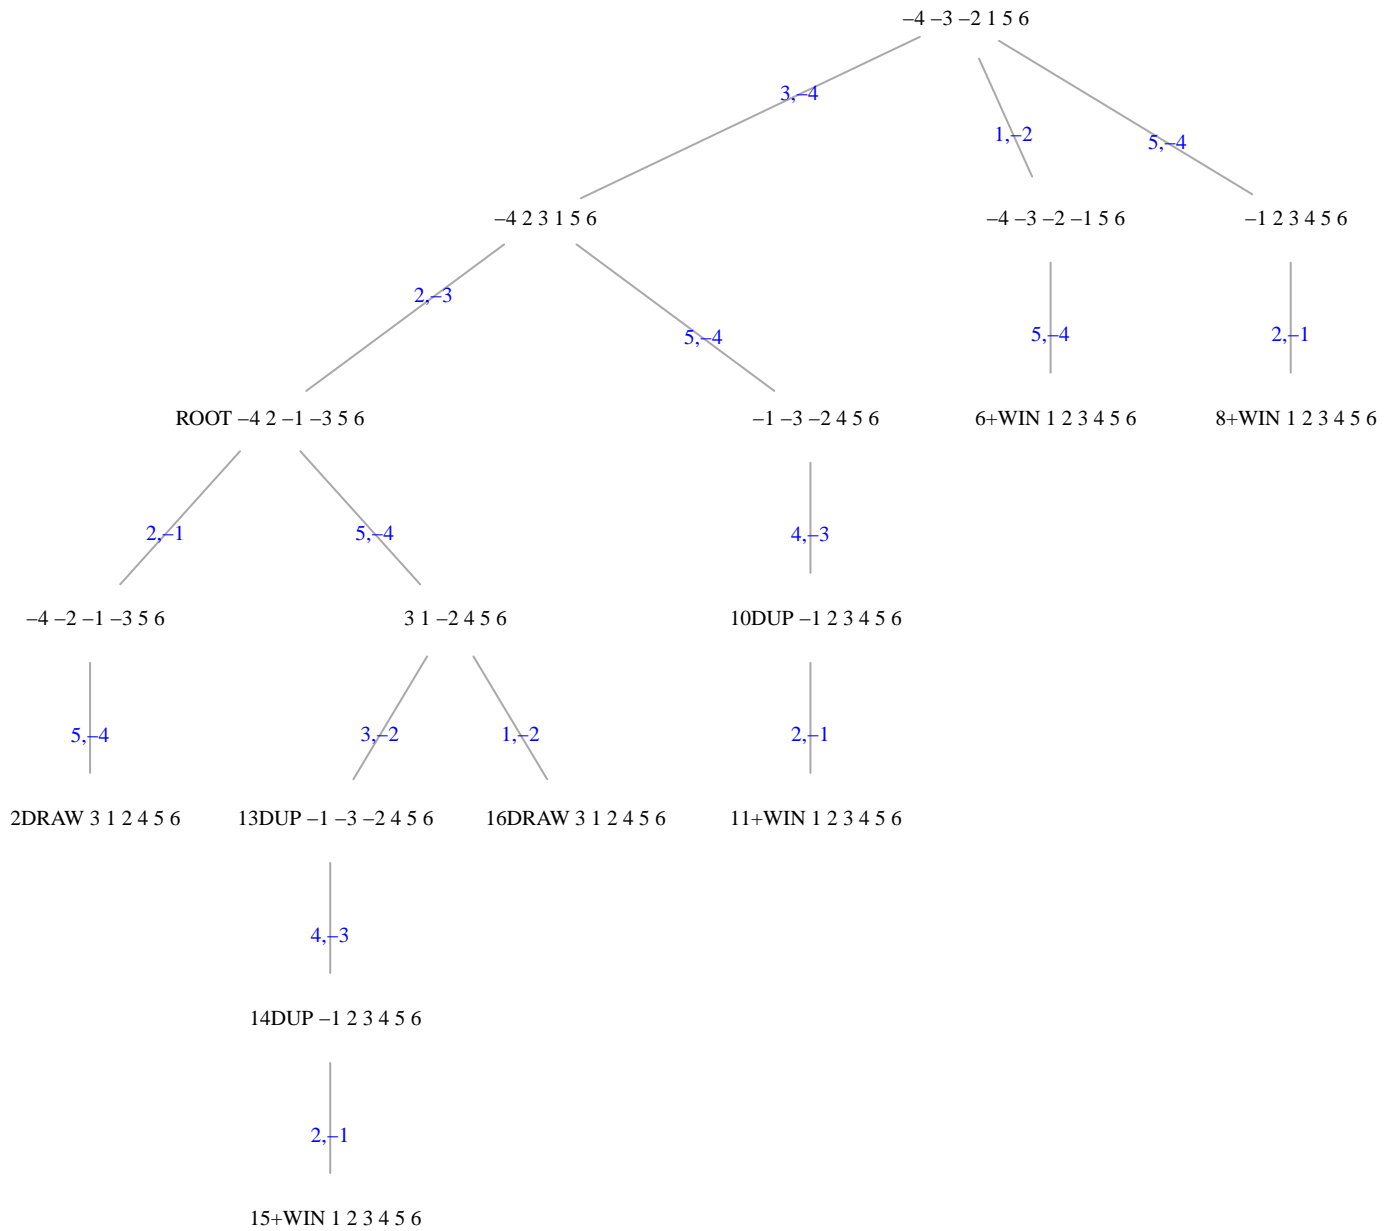 −4 −3 −2 1 5 6
3,−4
1,−2
5,−4
−4 2 3 1 5 6
−4 −3 −2 −1 5 6
−1 2 3 4 5 6
2,−3
5,−4
5,−4
2,−1
ROOT −4 2 −1 −3 5 6
−1 −3 −2 4 5 6
6+WIN 1 2 3 4 5 6
8+WIN 1 2 3 4 5 6
2,−1
5,−4
4,−3
−4 −2 −1 −3 5 6
3 1 −2 4 5 6
10DUP −1 2 3 4 5 6
5,−4
3,−2
1,−2
2,−1
2DRAW 3 1 2 4 5 6
13DUP −1 −3 −2 4 5 6
16DRAW 3 1 2 4 5 6
11+WIN 1 2 3 4 5 6
4,−3
14DUP −1 2 3 4 5 6
2,−1
15+WIN 1 2 3 4 5 6